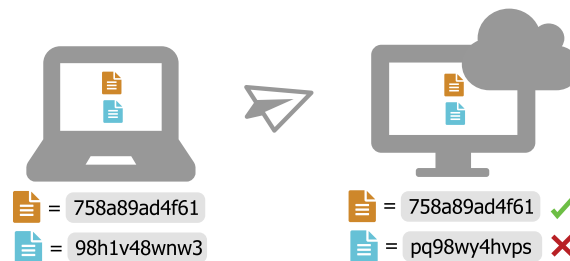 = 758a89ad4f61
= 98h1v48wnw3
= 758a89ad4f61
= pq98wy4hvps